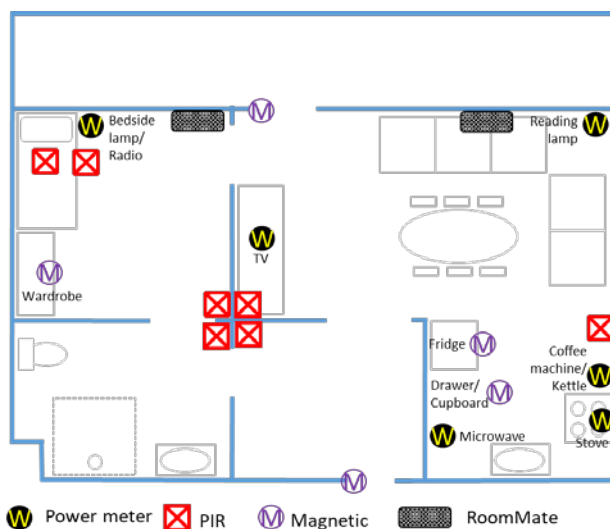 M
W
Bedside
lamp/
Radio
Reading
lamp
W
W
TV
M
Wardrobe
Fridge
M
Coffee
machine/
Kettle
W
Drawer/
Cupboard
M
W
Microwave
W
Stove
M
W Power meter PIR M Magnetic RoomMate